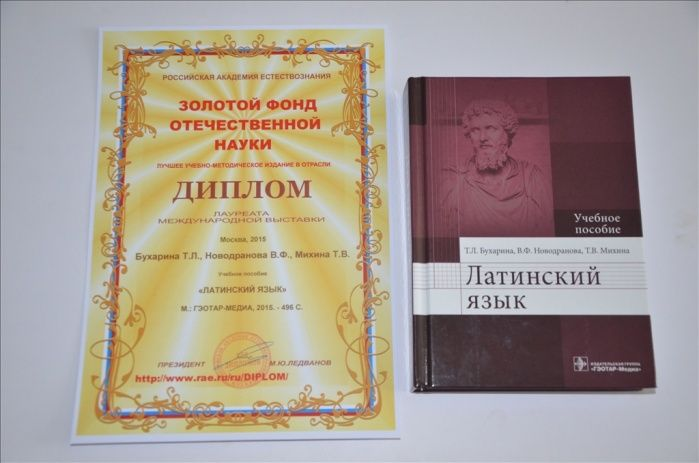 РОССИЙСКАЯ АКАДЕМИЯ ЕСТЕСТВОЗНАНИЯ
ЗОЛОТОЙ ФОНД
ОТЕЧЕСТВЕННОЙ
НАУКИ
ЛУЧШЕЕ УЧЕБНО-МЕТОДИЧЕСКОЕ ИЗДАНИЕ В ОТРАСЛИ
ДИПЛОМ
ЛАУРЕАТА
МЕЖДУНАРОДНОЙ ВЫСТАВКИ
Москва, 2015
Бухарина Т.Л., Новодранова В.Ф., Михина Т.В.
Учебное пособие
«ЛАТИНСКИЙ ЯЗЫК»
М.: ГЭОТАР-МЕДИА, 2015. - 496 С.
ПРЕЗИДЕНТ М.Ю.ЛЕДВАНОВ
http://www.rae.ru/ru/DIPLOM/
Учебное
пособие
Т.Л. Бухарина, В.Ф. Новодранова, Т.В. Михина
Латинский
язык
ИЗДАТЕЛЬСКАЯ ГРУППА
«ГЭОТАР-Медиа»